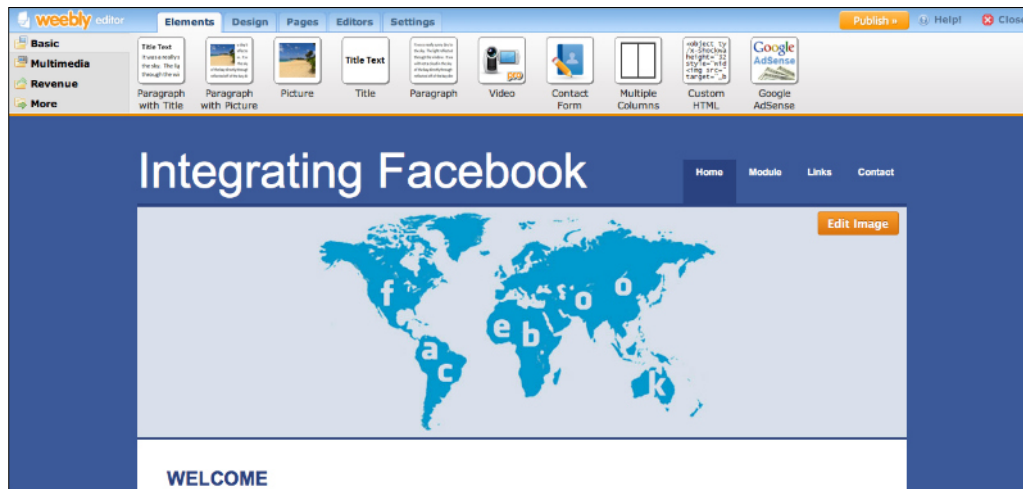 weebly editor
Elements Design Pages Editors Settings
Publish » Help! Close
Basic
Multimedia
Revenue
More
Title Text
Title Text
Google
AdSense
Paragraph with Title
Paragraph with Picture
Picture
Title
Paragraph
Video
Contact Form
Multiple Columns
Custom HTML
Google AdSense
Integrating Facebook
Home Module Links Contact
Edit Image
f
a
c
e
b
o
o
k
WELCOME